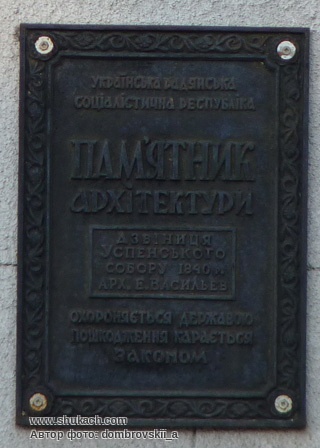 УКРАЇНСЬКА РАДЯНСЬКА
СОЦІАЛІСТИЧНА РЕСПУБЛІКА
ПАМ'ЯТНИК
АРХІТЕКТУРИ
ДЗВІНИЦЯ
УСПЕНСЬКОГО
СОБОРУ 1840 Р.
АРХ. Е. ВАСИЛЬЄВ
ОХОРОНЯЄТЬСЯ ДЕРЖАВОЮ
ПОШКОДЖЕННЯ КАРАЄТЬСЯ
ЗАКОНОМ
www.shukach.com
Автор фото: dombrovskii_a